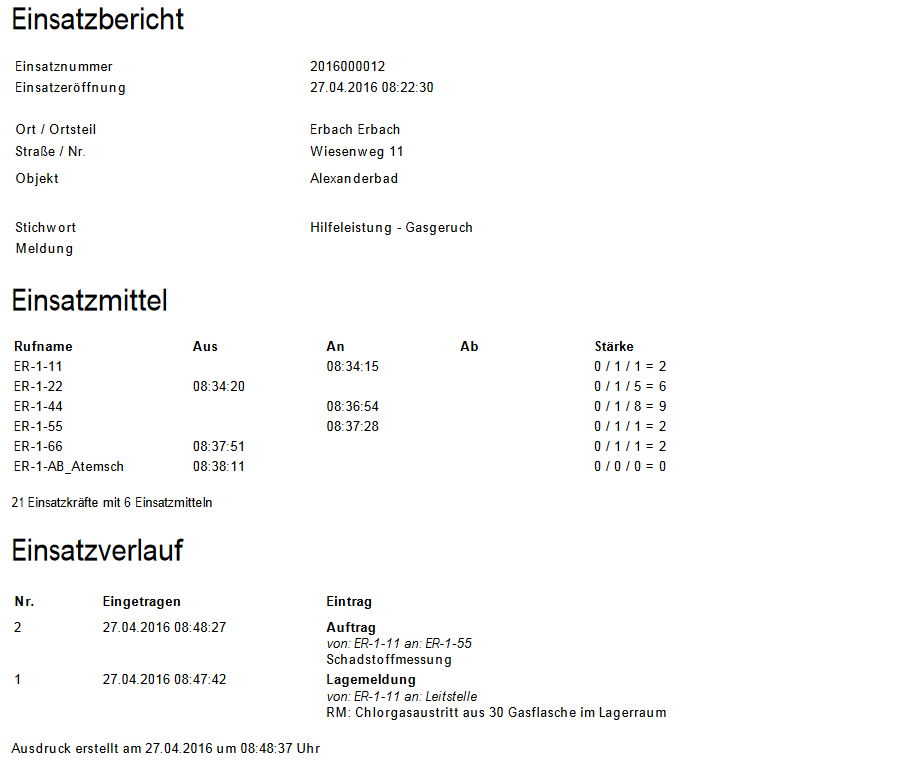 Einsatzbericht
Einsatznummer 2016000012
Einsatzeröffnung 27.04.2016 08:22:30
Ort / Ortsteil Erbach Erbach
Straße / Nr. Wiesenweg 11
Objekt Alexanderbad
Stichwort Hilfeleistung - Gasgeruch
Meldung
Einsatzmittel
Rufname Aus An Ab Stärke
ER-1-11 08:34:15 0 / 1 / 1 = 2
ER-1-22 08:34:20 0 / 1 / 5 = 6
ER-1-44 08:36:54 0 / 1 / 8 = 9
ER-1-55 08:37:28 0 / 1 / 1 = 2
ER-1-66 08:37:51 0 / 1 / 1 = 2
ER-1-AB_Atemsch 08:38:11 0 / 0 / 0 = 0
21 Einsatzkräfte mit 6 Einsatzmitteln
Einsatzverlauf
Nr. Eingetragen Eintrag
2 27.04.2016 08:48:27 Auftrag
von: ER-1-11 an: ER-1-55
Schadstoffmessung
1 27.04.2016 08:47:42 Lagemeldung
von: ER-1-11 an: Leitstelle
RM: Chlorgasaustritt aus 30 Gasflasche im Lagerraum
Ausdruck erstellt am 27.04.2016 um 08:48:37 Uhr